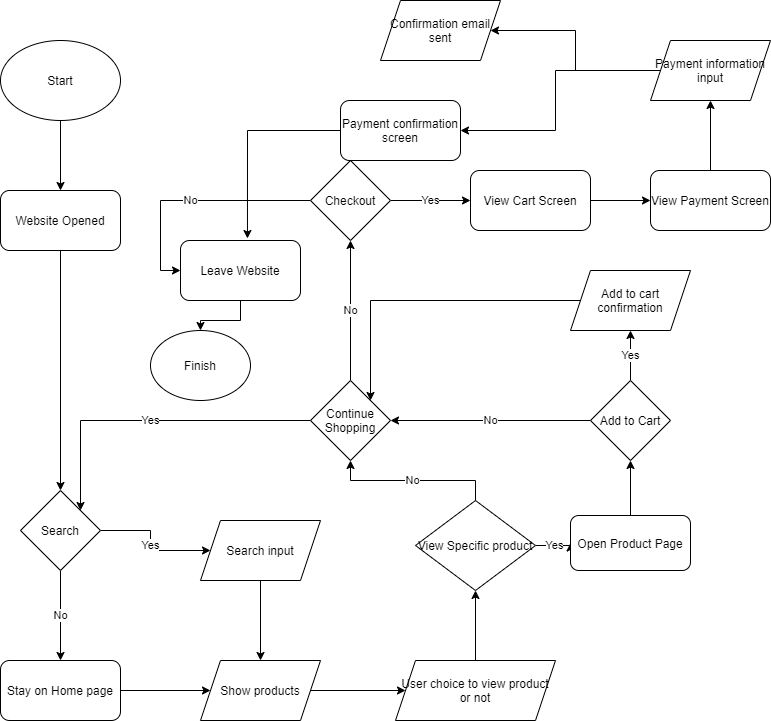 Confirmation email
sent
Start
Payment information
input
Payment confirmation
screen
Website Opened
No
Checkout
Yes
View Cart Screen
View Payment Screen
Leave Website
Add to cart
confirmation
No
Finish
Yes
Yes
Continue
Shopping
No
Add to Cart
No
Search
Yes
Search input
View Specific product
Yes
Open Product Page
No
Stay on Home page
Show products
User choice to view product
or not